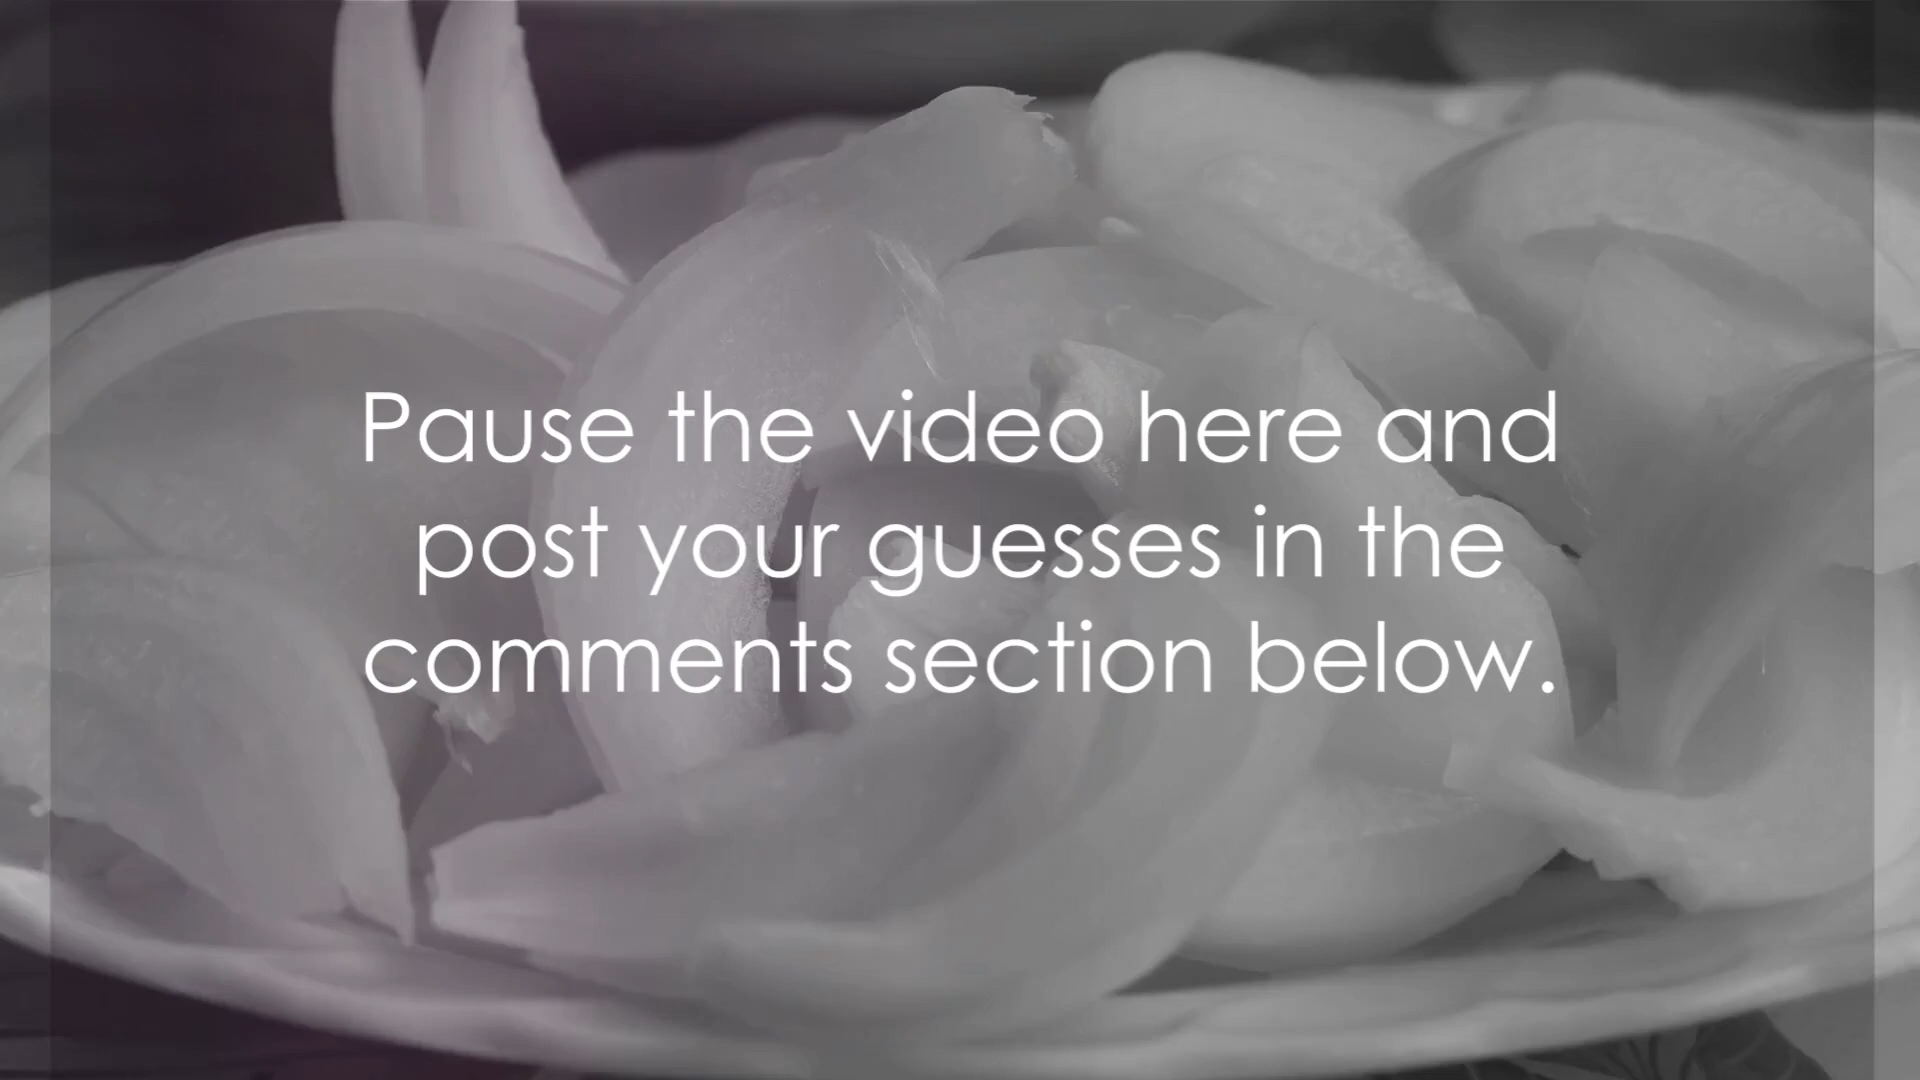 Pause the video here and
post your guesses in the
comments section below.